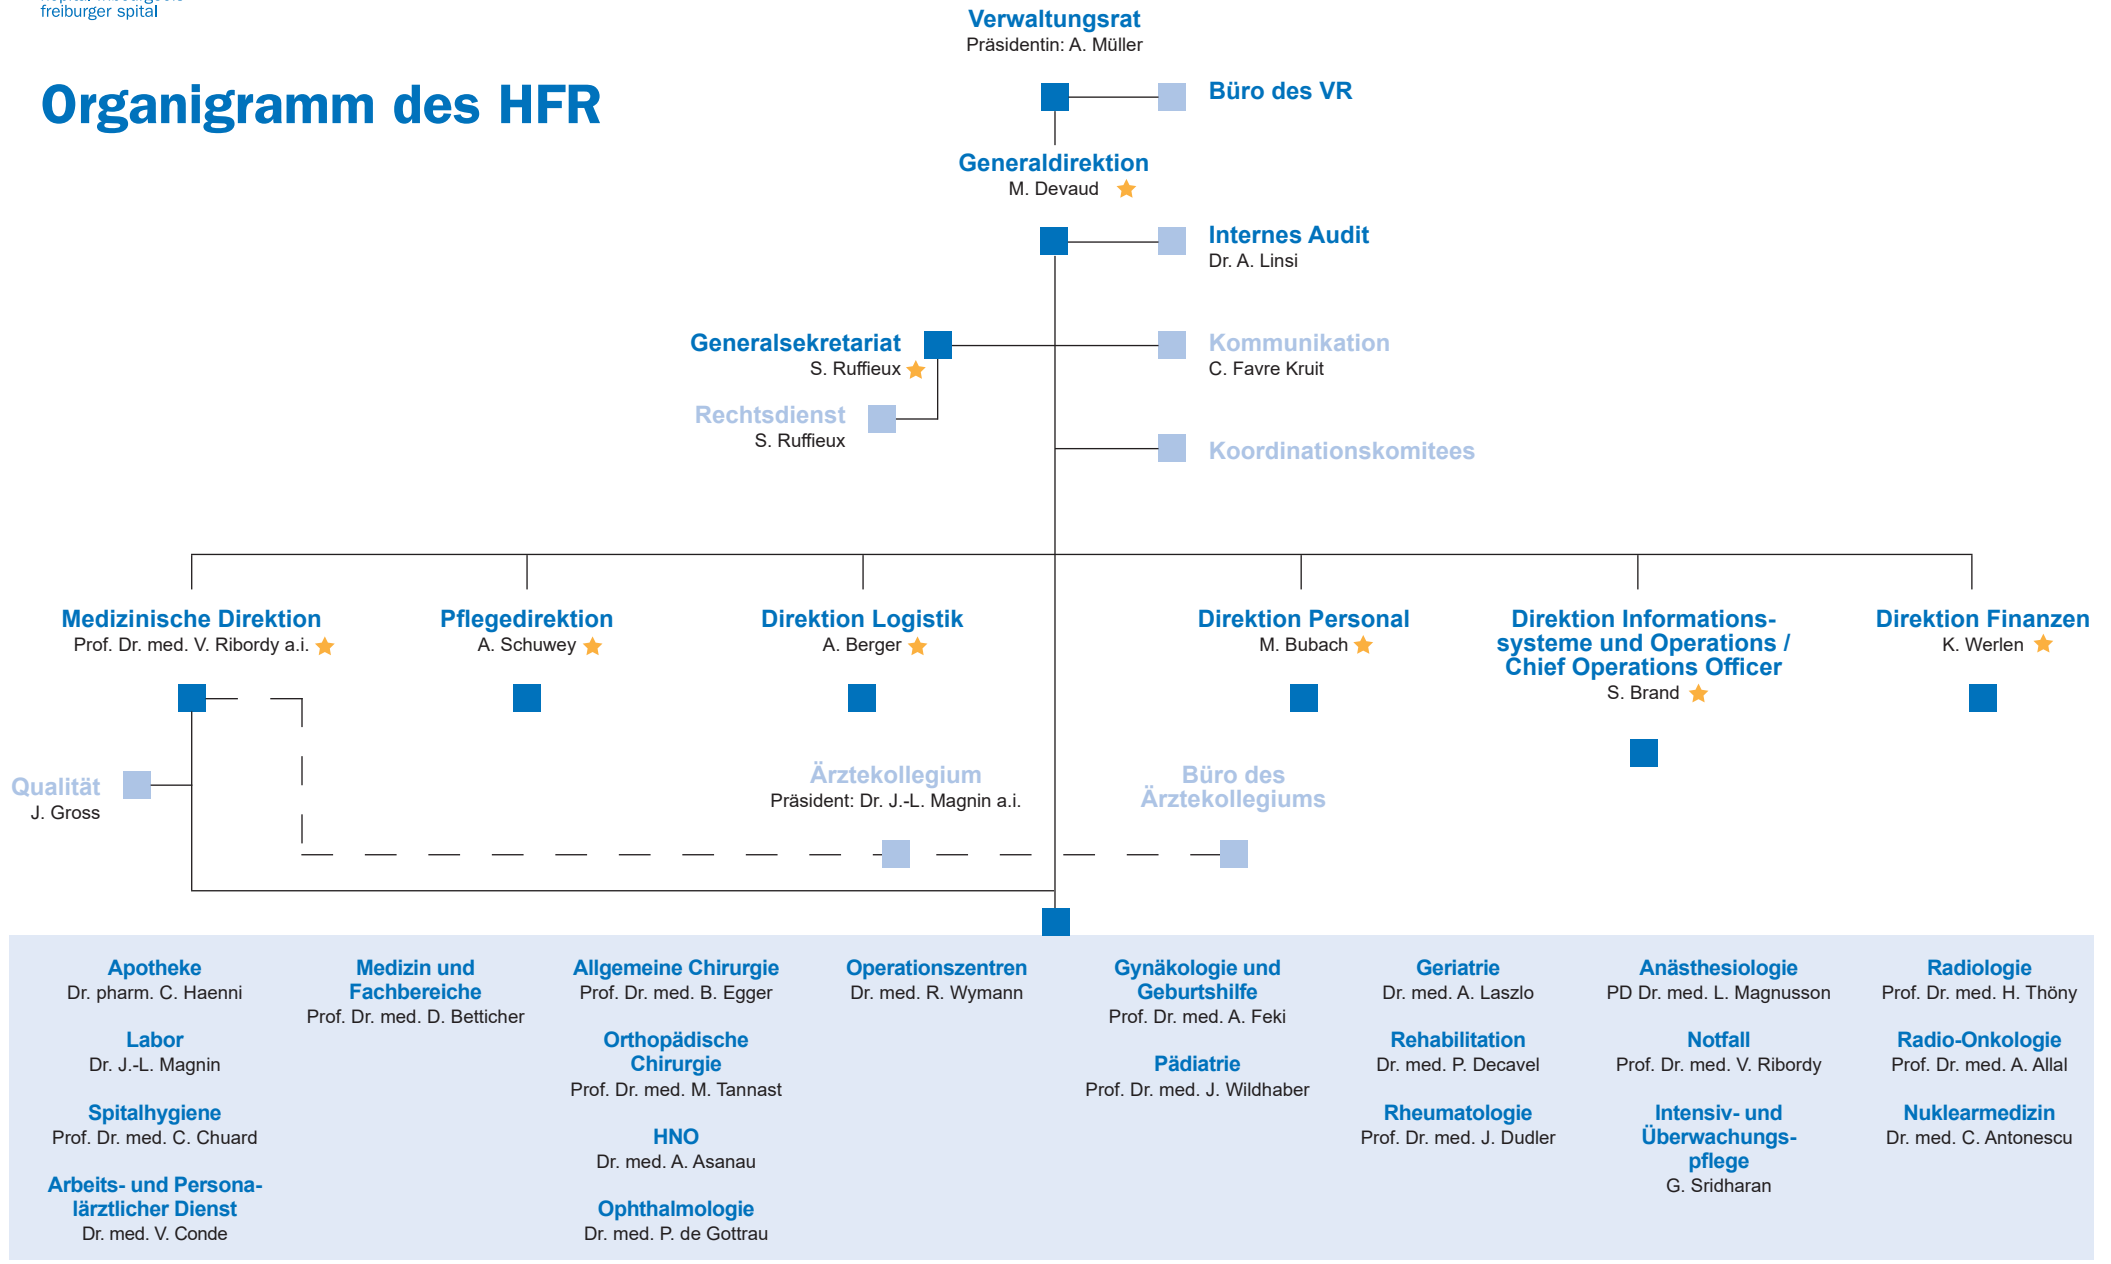 freiburger spital
Organigramm des HFR
Verwaltungsrat
Präsidentin: A. Müller
Büro des VR
Generaldirektion
M. Devaud
Internes Audit
Dr. A. Linsi
Generalsekretariat
S. Ruffieux
Kommunikation
C. Favre Kruit
Rechtsdienst
S. Ruffieux
Koordinationskomitees
Medizinische Direktion
Prof. Dr. med. V. Ribordy a.i.
Pflegedirektion
A. Schuwey
Direktion Logistik
A. Berger
Direktion Personal
M. Bubach
Direktion Informations-
systeme und Operations /
Chief Operations Officer
S. Brand
Direktion Finanzen
K. Werlen
Qualität
J. Gross
Ärztekollegium
Präsident: Dr. J.-L. Magnin a.i.
Büro des
Ärztekollegiums
Apotheke
Dr. pharm. C. Haenni
Labor
Dr. J.-L. Magnin
Spitalhygiene
Prof. Dr. med. C. Chuard
Arbeits- und Persona-
lärztlicher Dienst
Dr. med. V. Conde
Medizin und
Fachbereiche
Prof. Dr. med. D. Betticher
Allgemeine Chirurgie
Prof. Dr. med. B. Egger
Orthopädische
Chirurgie
Prof. Dr. med. M. Tannast
HNO
Dr. med. A. Asanau
Ophthalmologie
Dr. med. P. de Gottrau
Operationszentren
Dr. med. R. Wymann
Gynäkologie und
Geburtshilfe
Prof. Dr. med. A. Feki
Pädiatrie
Prof. Dr. med. J. Wildhaber
Geriatrie
Dr. med. A. Laszlo
Rehabilitation
Dr. med. P. Decavel
Rheumatologie
Prof. Dr. med. J. Dudler
Anästhesiologie
PD Dr. med. L. Magnusson
Notfall
Prof. Dr. med. V. Ribordy
Intensiv- und
Überwachungs-
pflege
G. Sridharan
Radiologie
Prof. Dr. med. H. Thöny
Radio-Onkologie
Prof. Dr. med. A. Allal
Nuklearmedizin
Dr. med. C. Antonescu